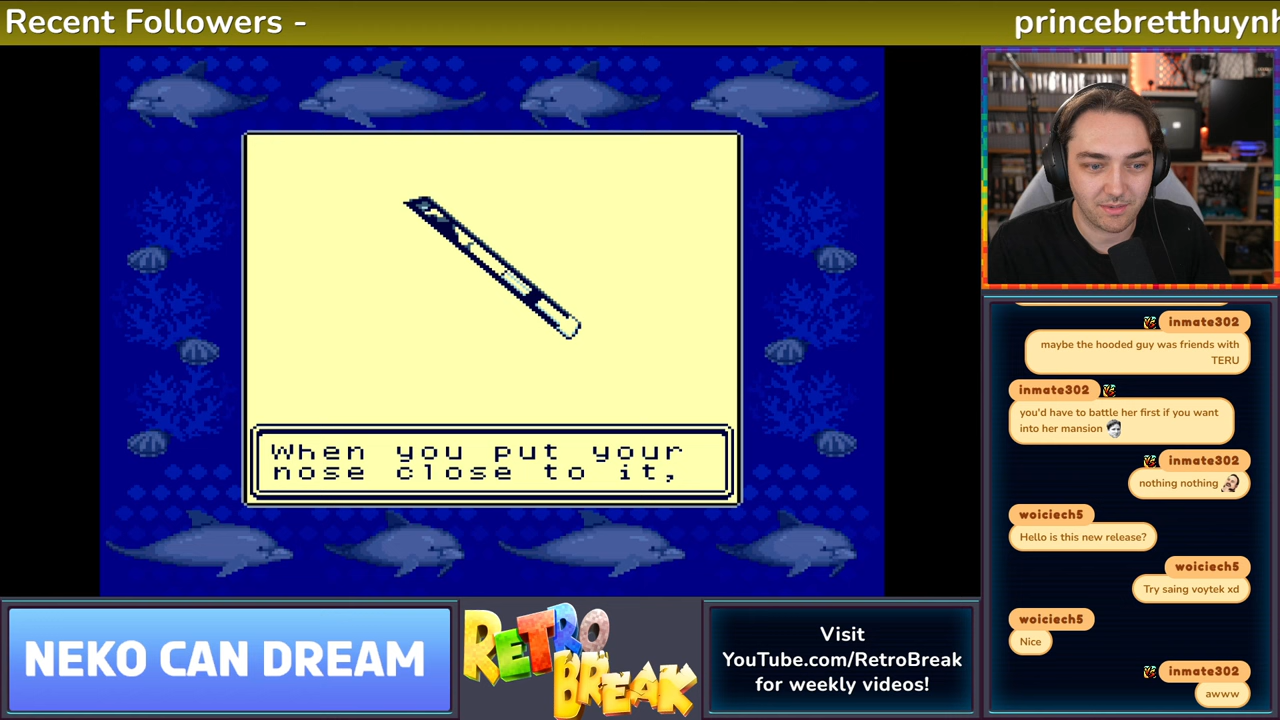 Recent Followers -
princebretthuynh
When you put your
nose close to it,
inmate302
maybe the hooded guy was friends with
TERU
inmate302
you'd have to battle her first if you want
into her mansion
inmate302
nothing nothing
woiciech5
Hello is this new release?
woiciech5
Try saing voytek xd
woiciech5
Nice
inmate302
awww
NEKO CAN DREAM
RETRO
BREAK
Visit
YouTube.com/RetroBreak
for weekly videos!